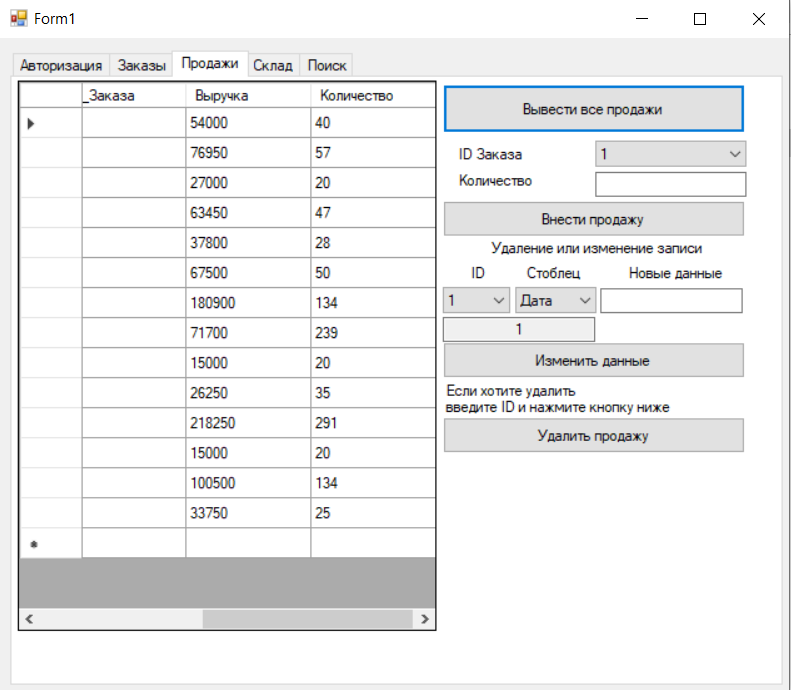 Form1
Авторизация Заказы Продажи Склад Поиск
_Заказа Выручка Количество
54000 40
76950 57
27000 20
63450 47
37800 28
67500 50
180900 134
71700 239
15000 20
26250 35
218250 291
15000 20
100500 134
33750 25
Вывести все продажи
ID Заказа 1
Количество
Внести продажу
Удаление или изменение записи
ID Стоблец Новые данные
1 Дата
1
Изменить данные
Если хотите удалить
введите ID и нажмите кнопку ниже
Удалить продажу